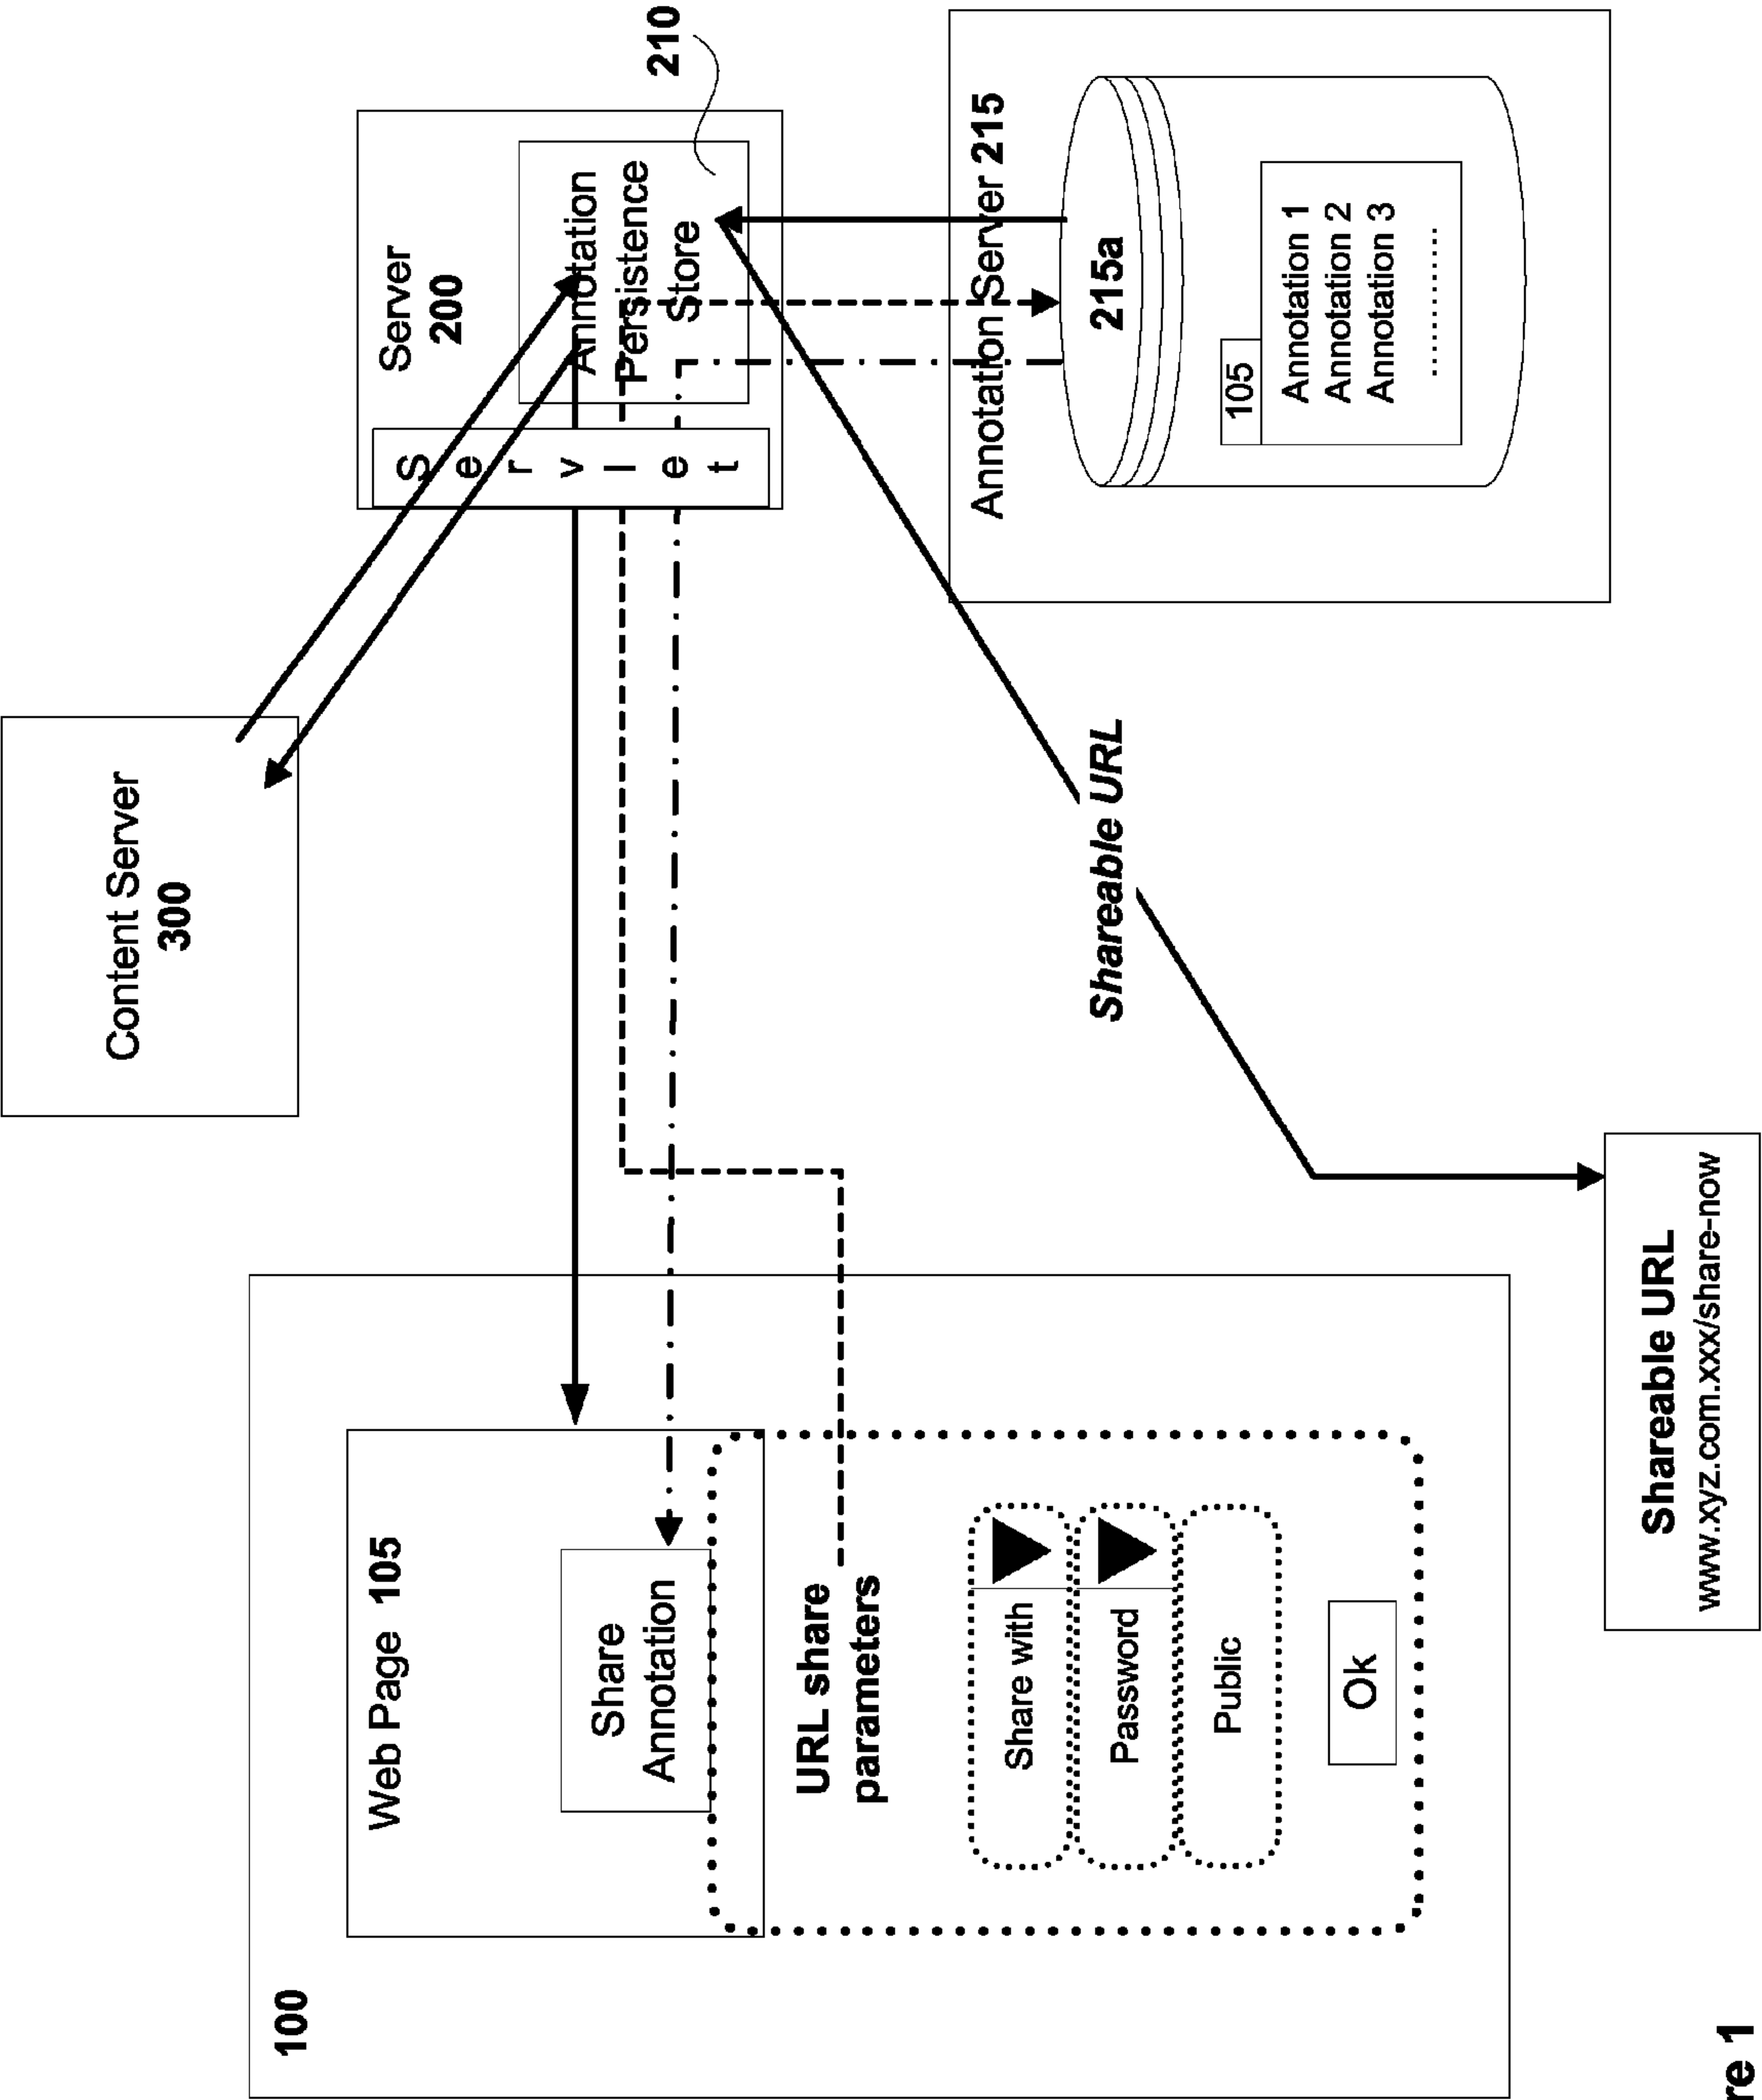 100
Web Page 105
Share
Annotation
URL share
parameters
Share with
Password
Public
Ok
Content Server
300
Server
200
Servlet
Annotation
Persistence
Store
210
Annotation Server 215
215a
105
Annotation 1
Annotation 2
Annotation 3
...........
Shareable URL
Shareable URL
www.xyz.com.xxx/share-now
re 1